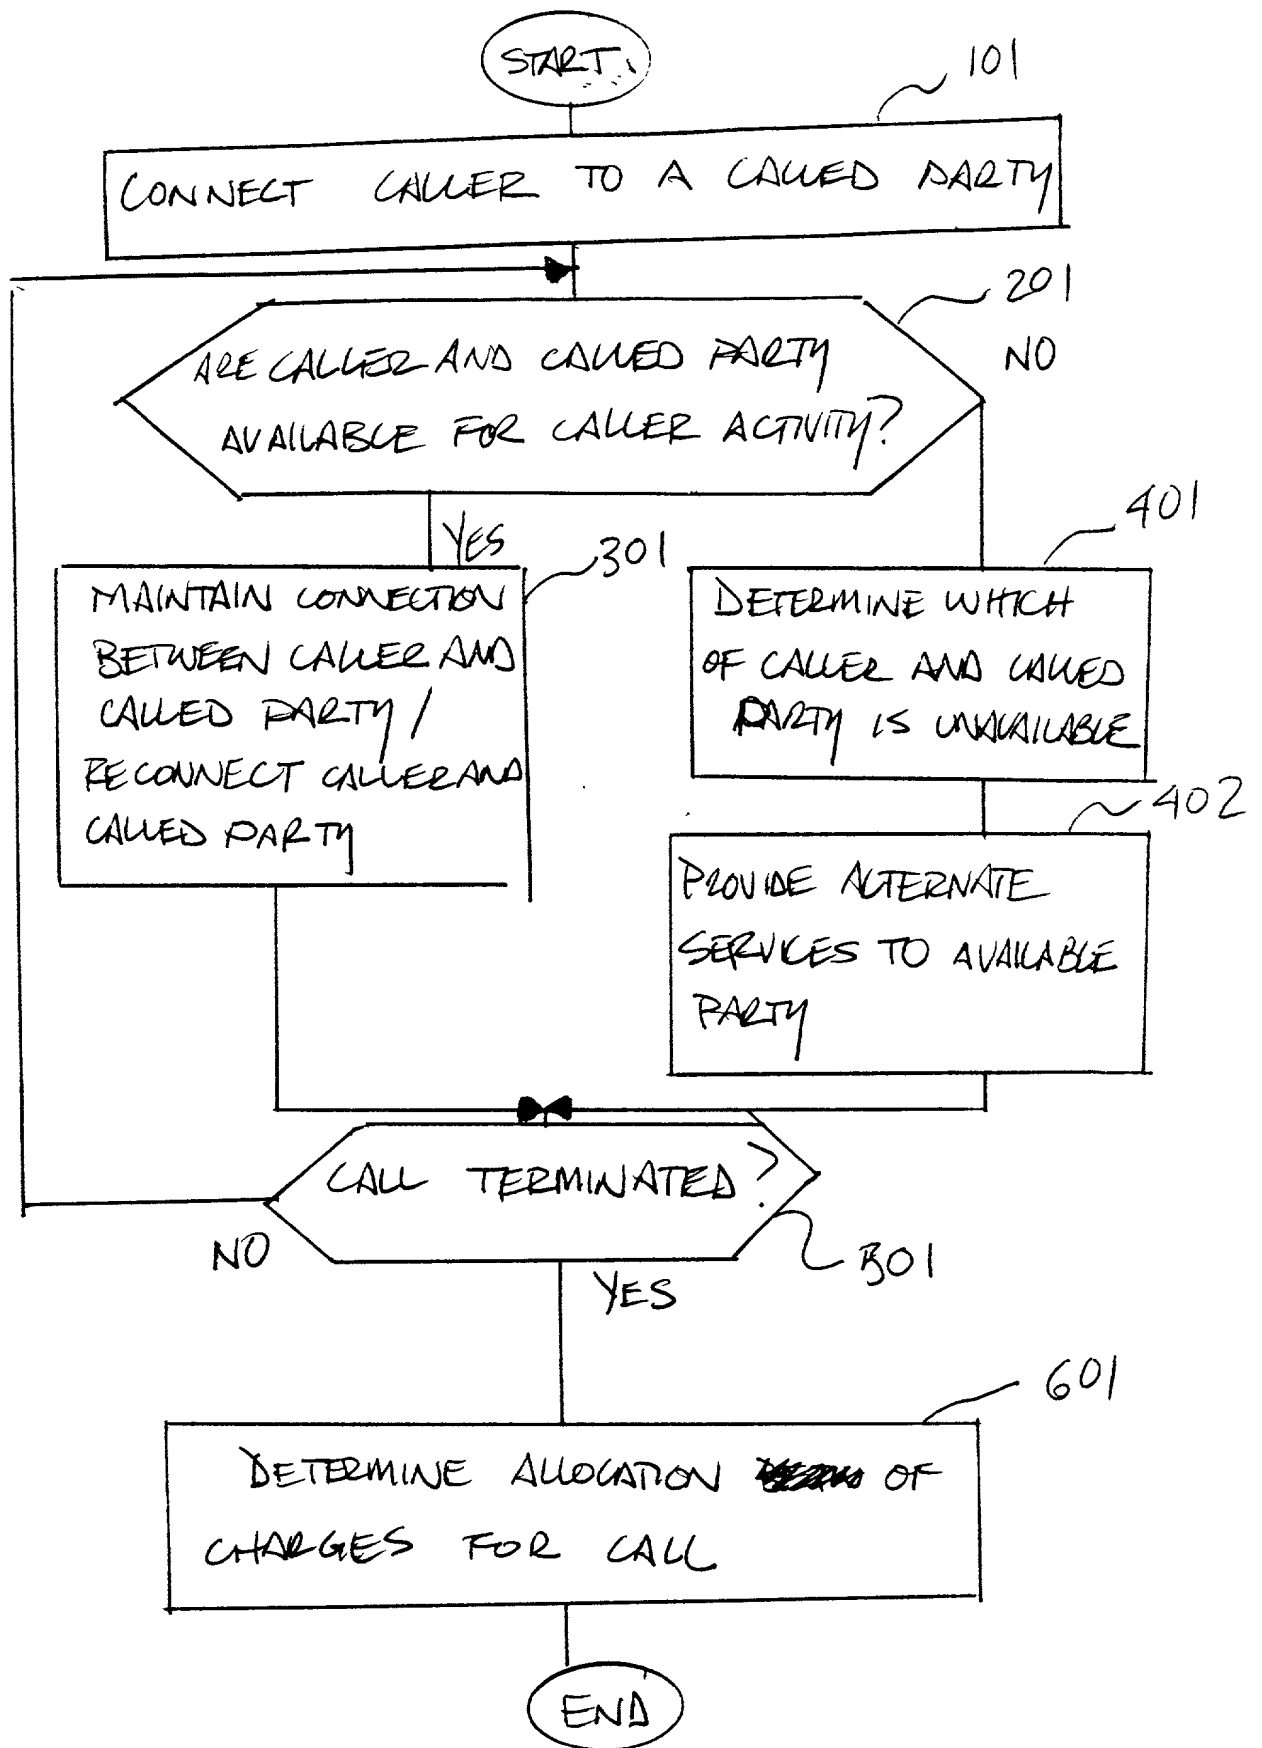 START
101
CONNECT CALLER TO A CALLED PARTY
201
ARE CALLER AND CALLED PARTY
AVAILABLE FOR CALLER ACTIVITY?
NO
YES
301
MAINTAIN CONNECTION
BETWEEN CALLER AND
CALLED PARTY /
RECONNECT CALLER AND
CALLED PARTY
401
DETERMINE WHICH
OF CALLER AND CALLED
PARTY IS UNAVAILABLE
402
PROVIDE ALTERNATE
SERVICES TO AVAILABLE
PARTY
CALL TERMINATED?
NO
501
YES
601
DETERMINE ALLOCATION OF
CHARGES FOR CALL
END